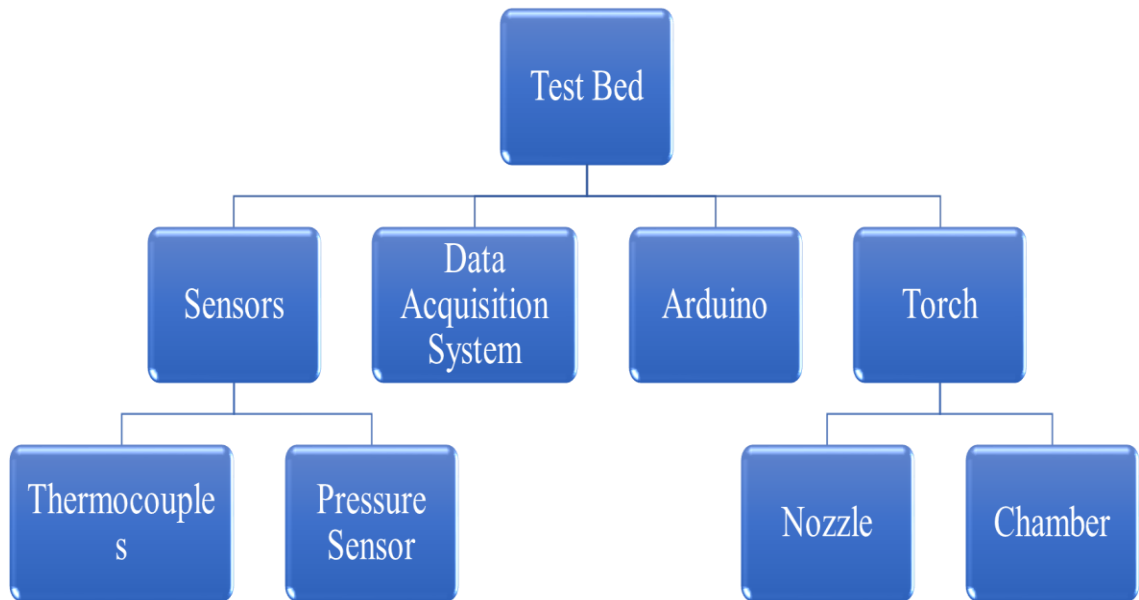 Test Bed
Sensors
Data
Acquisition
System
Arduino
Torch
Thermocouple
s
Pressure
Sensor
Nozzle
Chamber